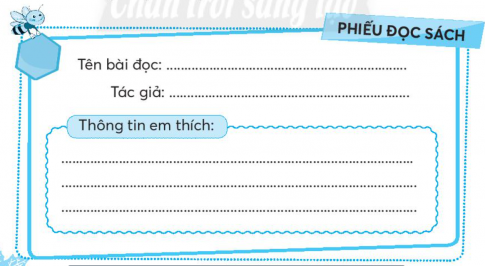 Chân trời sáng tạo
PHIẾU ĐỌC SÁCH
Tên bài đọc: ....................................................................
Tác giả: ....................................................................
Thông tin em thích:
....................................................................................................
....................................................................................................
....................................................................................................